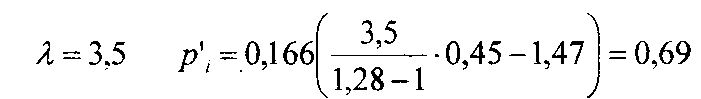 λ = 3,5 p'ᵢ = 0,166(3,5/(1,28−1) · 0,45 − 1,47) = 0,69